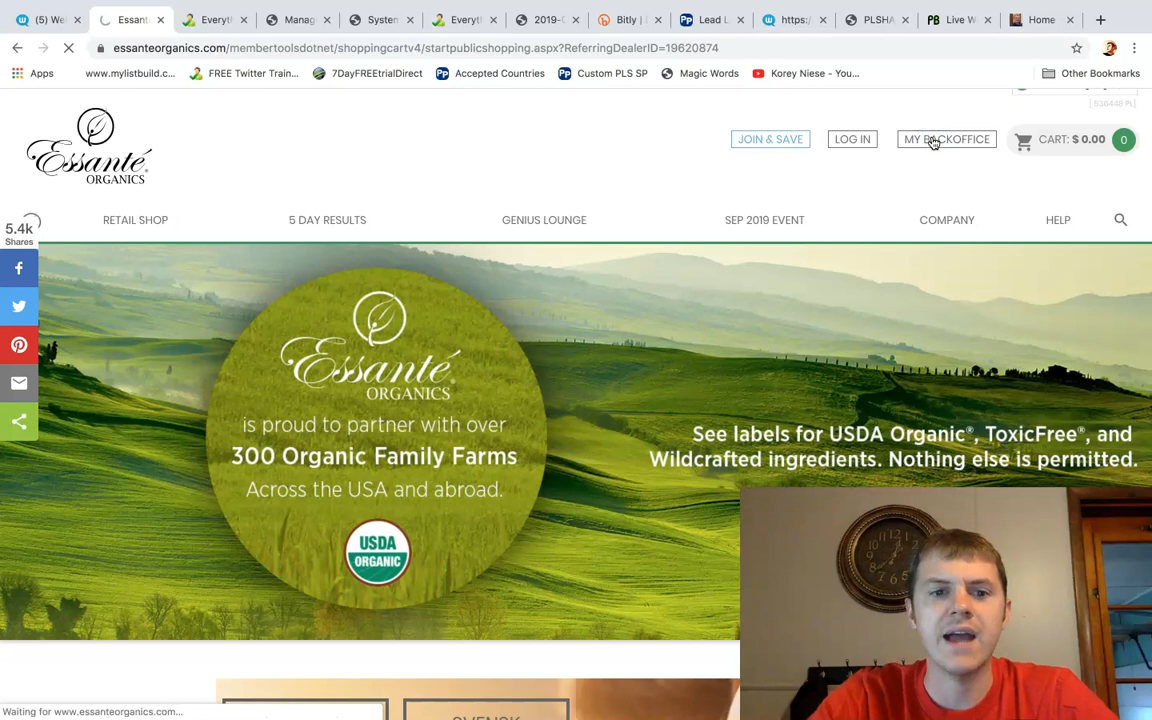 (5) We
Essant
Everyt
Manag
System
Everyt
2019-
Bitly | L
Lead L
https:/
PLSHA
Live W
Home
essanteorganics.com/membertoolsdotnet/shoppingcartv4/startpublicshopping.aspx?ReferringDealerID=19620874
Apps
www.mylistbuild.c...
FREE Twitter Train...
7DayFREEtrialDirect
Accepted Countries
Custom PLS SP
Magic Words
Korey Niese - You...
Other Bookmarks
Essanté
ORGANICS
JOIN & SAVE
LOG IN
MY BACKOFFICE
CART: $ 0.00
0
5.4k
Shares
RETAIL SHOP
5 DAY RESULTS
GENIUS LOUNGE
SEP 2019 EVENT
COMPANY
HELP
Essanté
ORGANICS
is proud to partner with over
300 Organic Family Farms
Across the USA and abroad.
USDA
ORGANIC
See labels for USDA Organic®, ToxicFree®, and
Wildcrafted ingredients. Nothing else is permitted.
Waiting for www.essanteorganics.com...